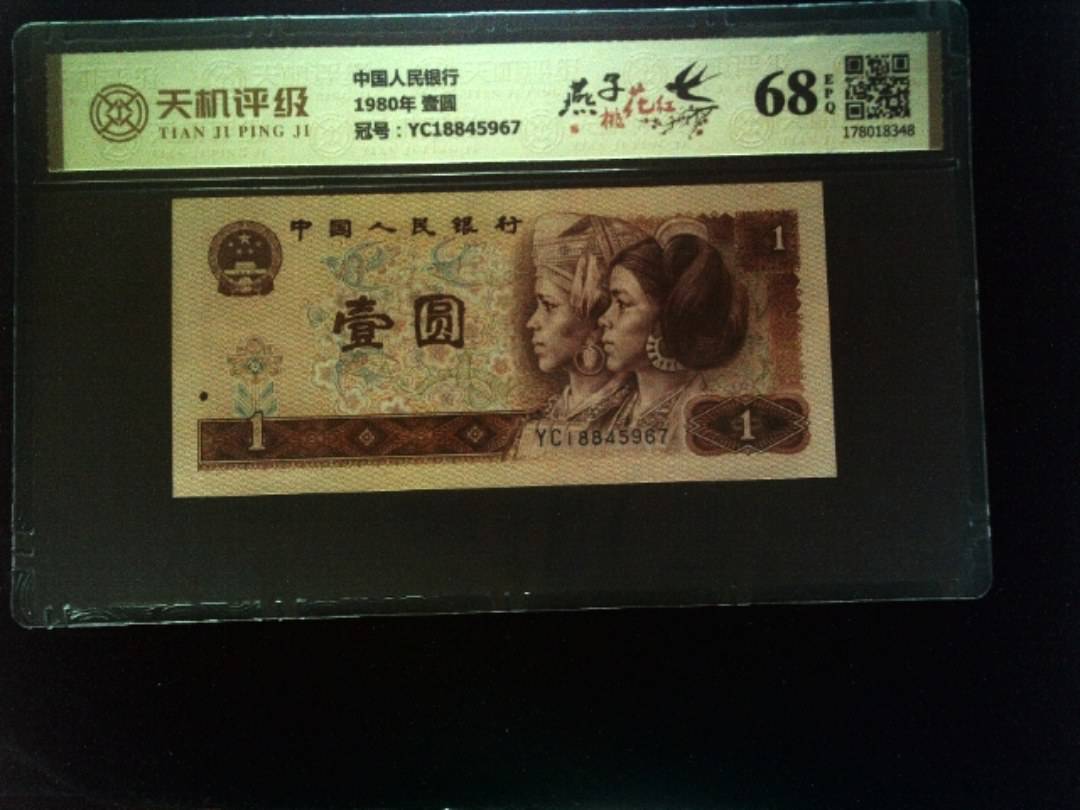 天机评级
TIAN JI PING JI
中国人民银行
1980年 壹圆
冠号：YC18845967
燕子
桃花红
68
EPQ
178018348
中国人民银行
1
壹圆
1
YC18845967
1